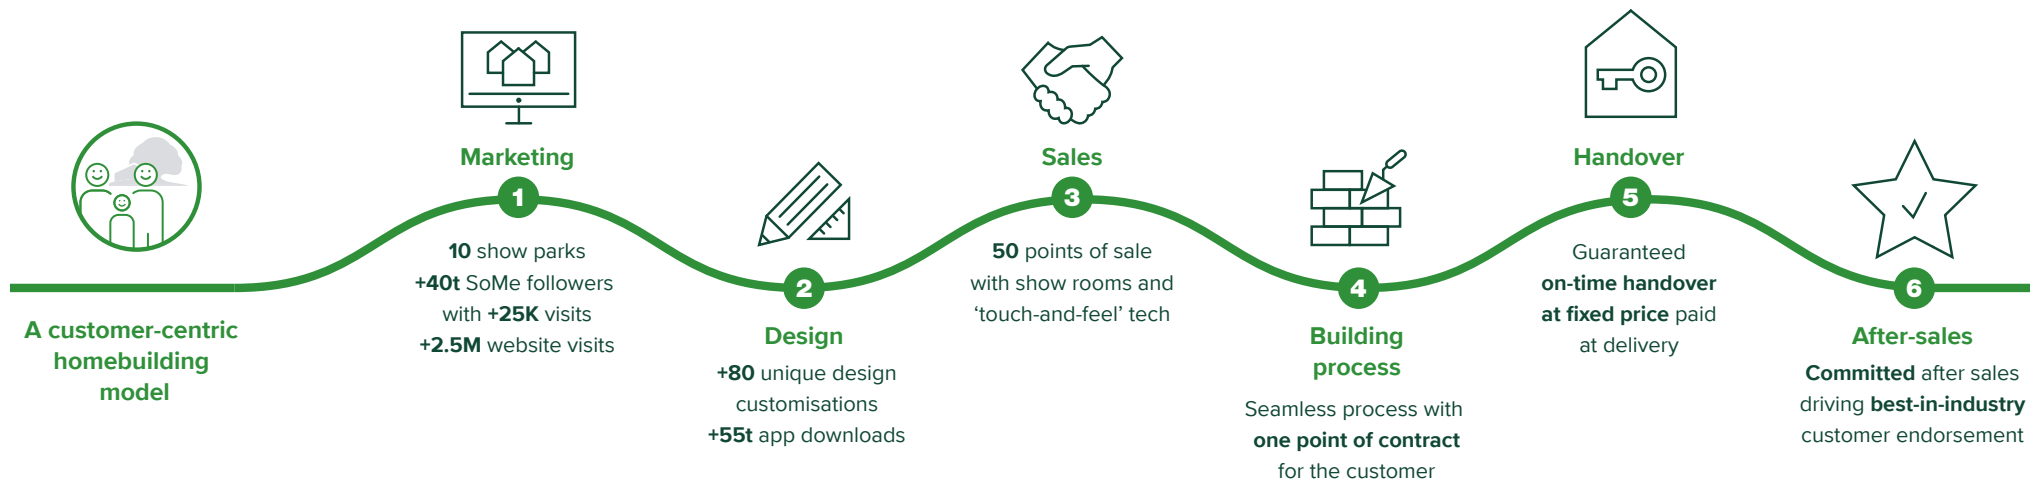 A customer-centric
homebuilding
model
Marketing
1
10 show parks
+40t SoMe followers
with +25K visits
+2.5M website visits
2
Design
+80 unique design
customisations
+55t app downloads
Sales
3
50 points of sale
with show rooms and
‘touch-and-feel’ tech
4
Building
process
Seamless process with
one point of contract
for the customer
Handover
5
Guaranteed
on-time handover
at fixed price paid
at delivery
6
After-sales
Committed after sales
driving best-in-industry
customer endorsement